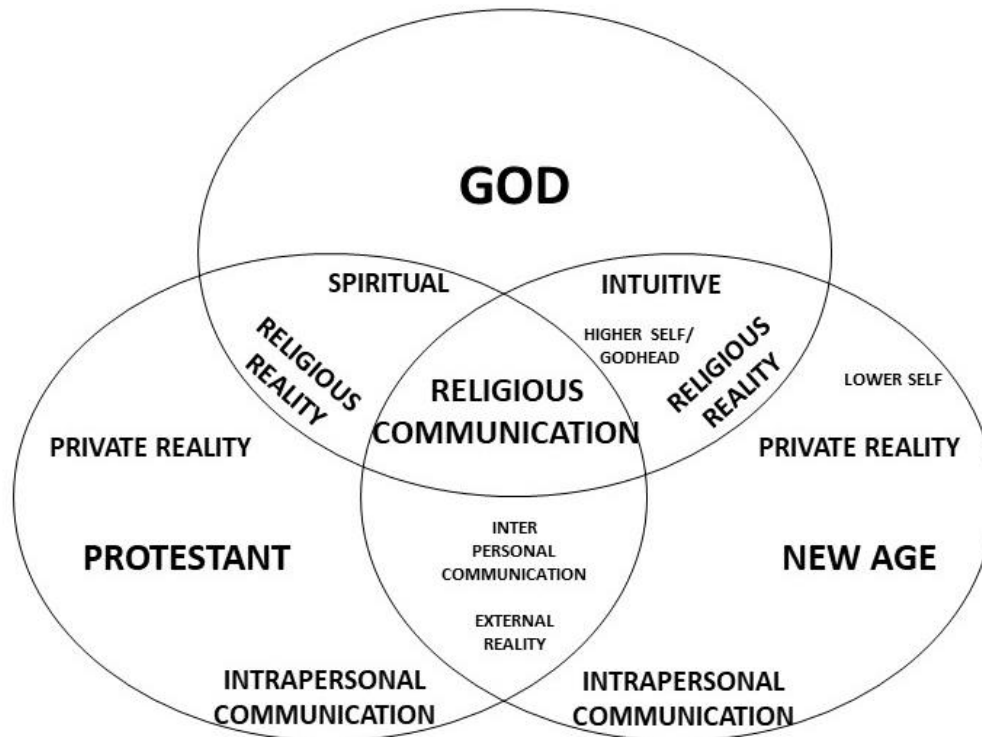 GOD
SPIRITUAL
INTUITIVE
RELIGIOUS
REALITY
HIGHER SELF/
GODHEAD
RELIGIOUS
REALITY
LOWER SELF
RELIGIOUS
COMMUNICATION
PRIVATE REALITY
PRIVATE REALITY
PROTESTANT
INTER
PERSONAL
COMMUNICATION
NEW AGE
EXTERNAL
REALITY
INTRAPERSONAL
COMMUNICATION
INTRAPERSONAL
COMMUNICATION